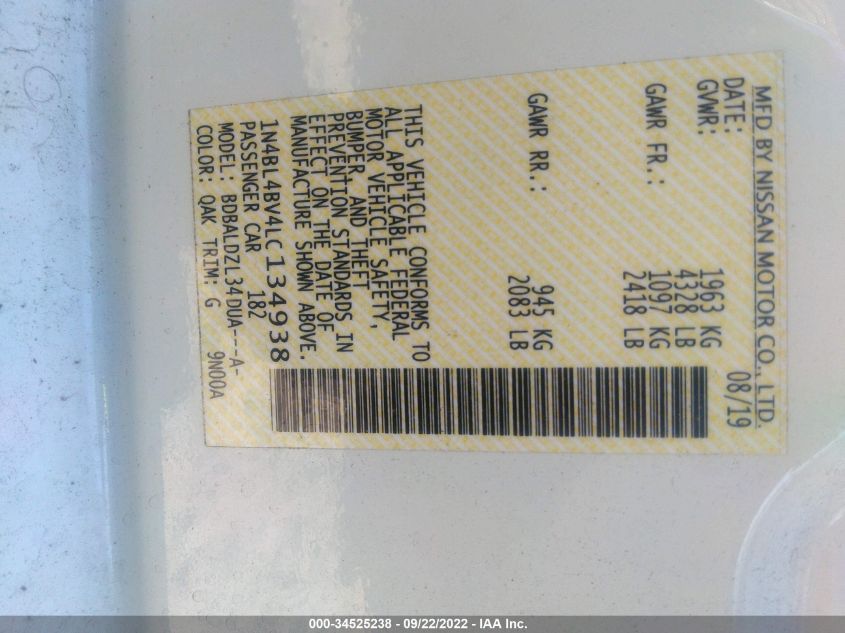 MFD BY NISSAN MOTOR CO., LTD.
DATE: 08/19
GVWR: 1963 KG
4328 LB
GAWR FR.: 1097 KG
2418 LB
GAWR RR.: 945 KG
2083 LB
THIS VEHICLE CONFORMS TO
ALL APPLICABLE FEDERAL
MOTOR VEHICLE SAFETY,
BUMPER, AND THEFT
PREVENTION STANDARDS IN
EFFECT ON THE DATE OF
MANUFACTURE SHOWN ABOVE.
1N4BL4BV4LC134938
PASSENGER CAR 182
MODEL: BDBALDZL34DUA---A-
COLOR: QAK TRIM: G 9N00A
000-34525238 - 09/22/2022 - IAA Inc.